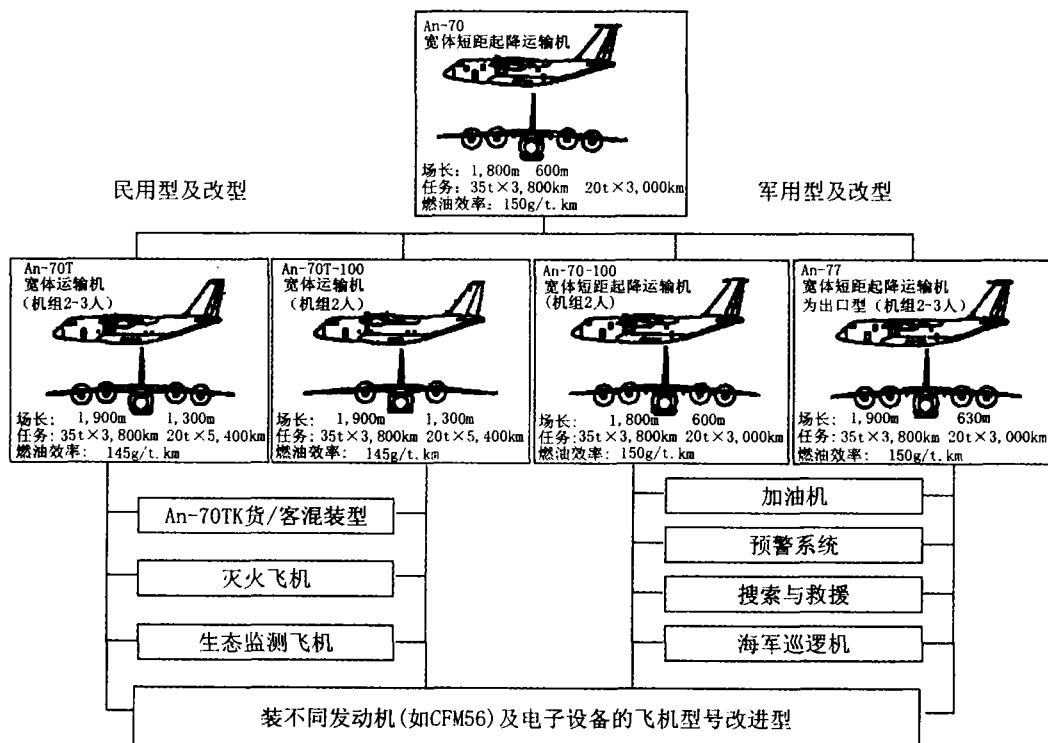 An-70
宽体短距起降运输机
场长: 1,800m 600m
任务: 35t×3,800km 20t×3,000km
燃油效率: 150g/t.km
民用型及改型
军用型及改型
An-70T
宽体运输机
(机组2-3人)
场长: 1,900m 1,300m
任务: 35t×3,800km 20t×5,400km
燃油效率: 145g/t.km
An-70T-100
宽体运输机
(机组2人)
场长: 1,900m 1,300m
任务: 35t×3,800km 20t×5,400km
燃油效率: 145g/t.km
An-70-100
宽体短距起降运输机
(机组2人)
场长: 1,800m 600m
任务: 35t×3,800km 20t×3,000km
燃油效率: 150g/t.km
An-77
宽体短距起降运输机
为出口型 (机组2-3人)
场长: 1,900m 630m
任务: 35t×3,800km 20t×3,000km
燃油效率: 150g/t.km
An-70TK货/客混装型
灭火飞机
生态监测飞机
加油机
预警系统
搜索与救援
海军巡逻机
装不同发动机(如CFM56)及电子设备的飞机型号改进型